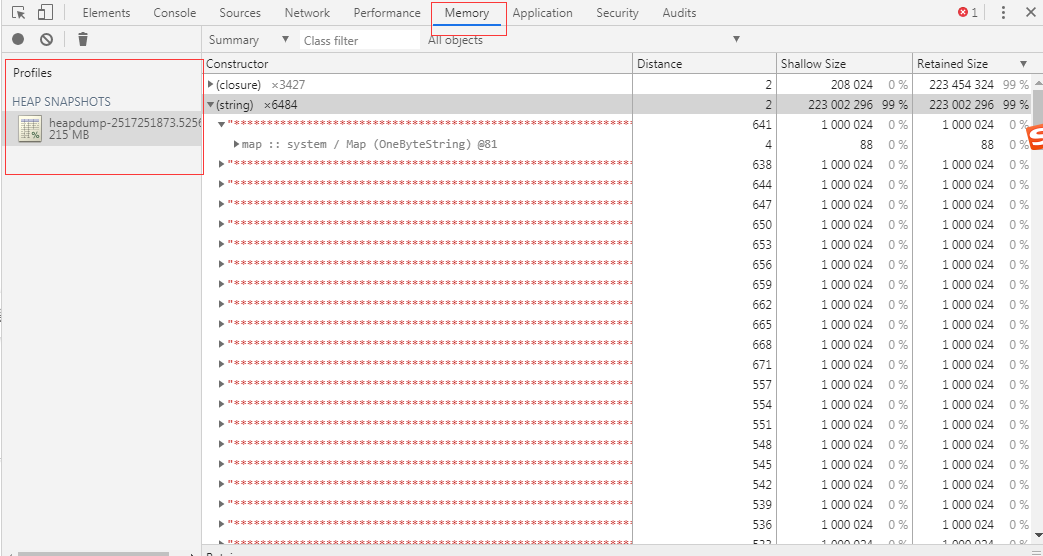 Elements Console Sources Network Performance Memory Application Security Audits 1
Summary Class filter All objects
Profiles
HEAP SNAPSHOTS
heapdump-2517251873.5256
215 MB
Constructor Distance Shallow Size Retained Size
(closure) ×3427 2 208 024 0 % 223 454 324 99 %
(string) ×6484 2 223 002 296 99 % 223 002 296 99 %
"************************************************************ 641 1 000 024 0 % 1 000 024 0 %
map :: system / Map (OneByteString) @81 4 88 0 % 88 0 %
"************************************************************ 638 1 000 024 0 % 1 000 024 0 %
"************************************************************ 644 1 000 024 0 % 1 000 024 0 %
"************************************************************ 647 1 000 024 0 % 1 000 024 0 %
"************************************************************ 650 1 000 024 0 % 1 000 024 0 %
"************************************************************ 653 1 000 024 0 % 1 000 024 0 %
"************************************************************ 656 1 000 024 0 % 1 000 024 0 %
"************************************************************ 659 1 000 024 0 % 1 000 024 0 %
"************************************************************ 662 1 000 024 0 % 1 000 024 0 %
"************************************************************ 665 1 000 024 0 % 1 000 024 0 %
"************************************************************ 668 1 000 024 0 % 1 000 024 0 %
"************************************************************ 671 1 000 024 0 % 1 000 024 0 %
"************************************************************ 557 1 000 024 0 % 1 000 024 0 %
"************************************************************ 554 1 000 024 0 % 1 000 024 0 %
"************************************************************ 551 1 000 024 0 % 1 000 024 0 %
"************************************************************ 548 1 000 024 0 % 1 000 024 0 %
"************************************************************ 545 1 000 024 0 % 1 000 024 0 %
"************************************************************ 542 1 000 024 0 % 1 000 024 0 %
"************************************************************ 539 1 000 024 0 % 1 000 024 0 %
"************************************************************ 536 1 000 024 0 % 1 000 024 0 %